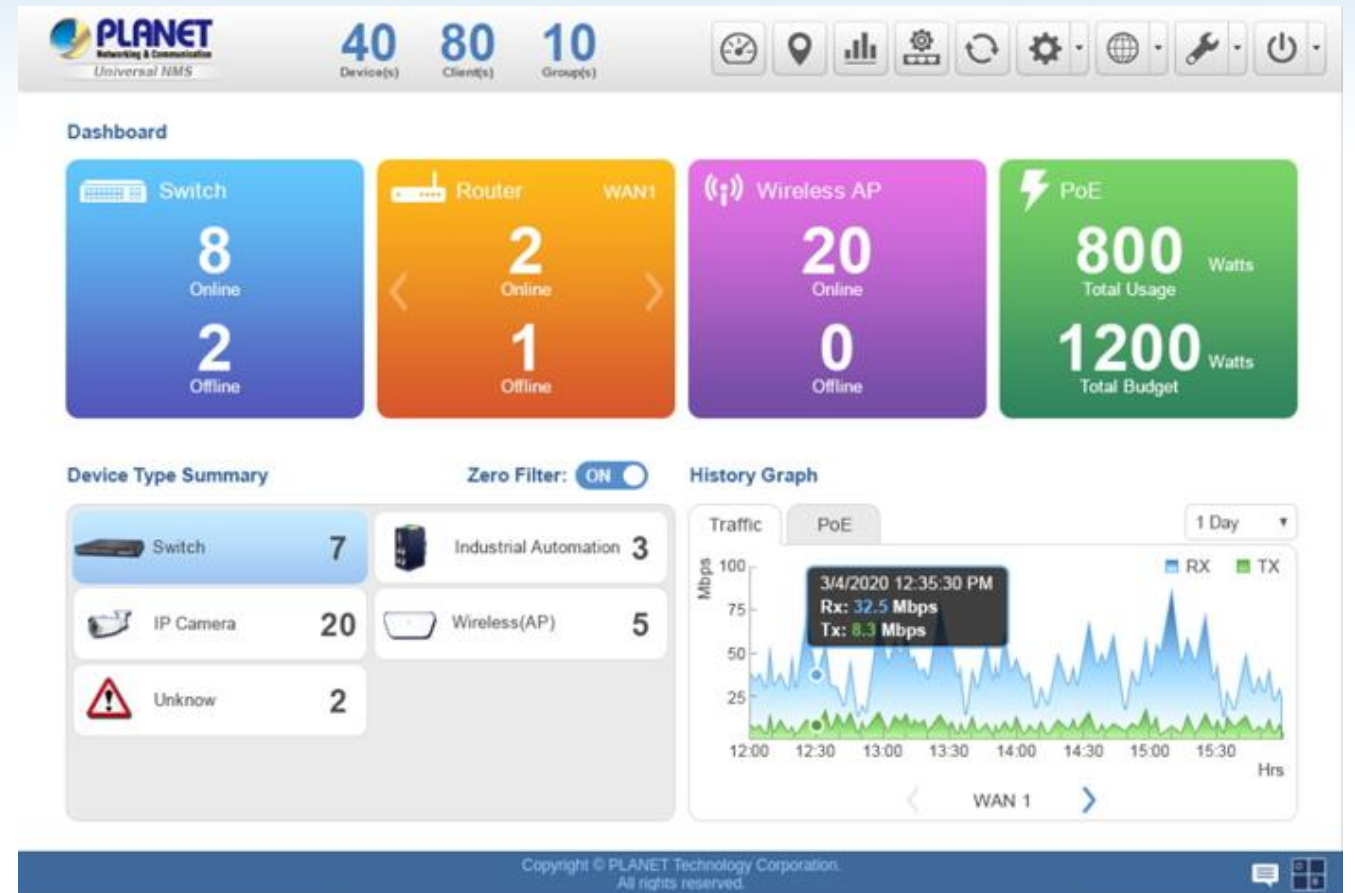 PLANET
Networking & Communication
Universal NMS
40 80 10
Device(s) Client(s) Group(s)
Dashboard
Switch
8
Online
2
Offline
Router WAN1
2
Online
1
Offline
Wireless AP
20
Online
0
Offline
PoE
800 Watts
Total Usage
1200 Watts
Total Budget
Device Type Summary Zero Filter: ON
Switch 7
Industrial Automation 3
IP Camera 20
Wireless(AP) 5
Unknow 2
History Graph
Traffic PoE 1 Day
Mbps
RX TX
100
75
50
25
3/4/2020 12:35:30 PM
Rx: 32.5 Mbps
Tx: 8.3 Mbps
12:00 12:30 13:00 13:30 14:00 14:30 15:00 15:30
Hrs
WAN 1
Copyright © PLANET Technology Corporation.
All rights reserved.